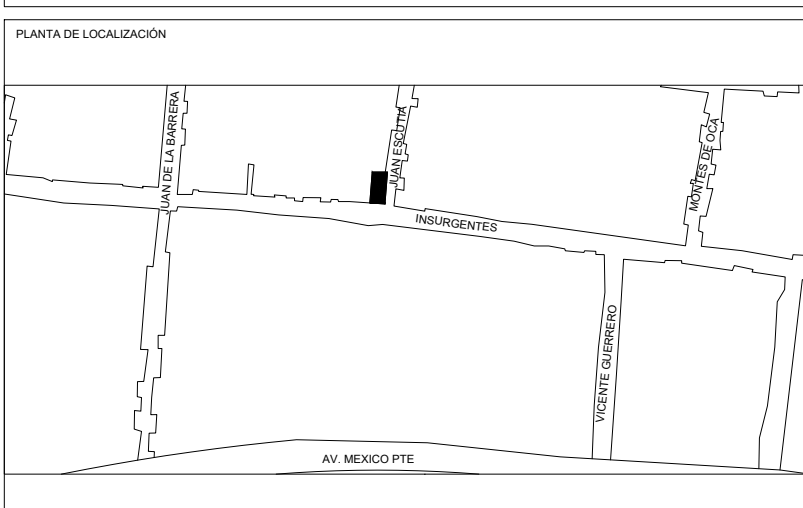 PLANTA DE LOCALIZACIÓN
JUAN DE LA BARRERA
JUAN ESCUTIA
MONTES DE OCA
INSURGENTES
VICENTE GUERRERO
AV. MEXICO PTE